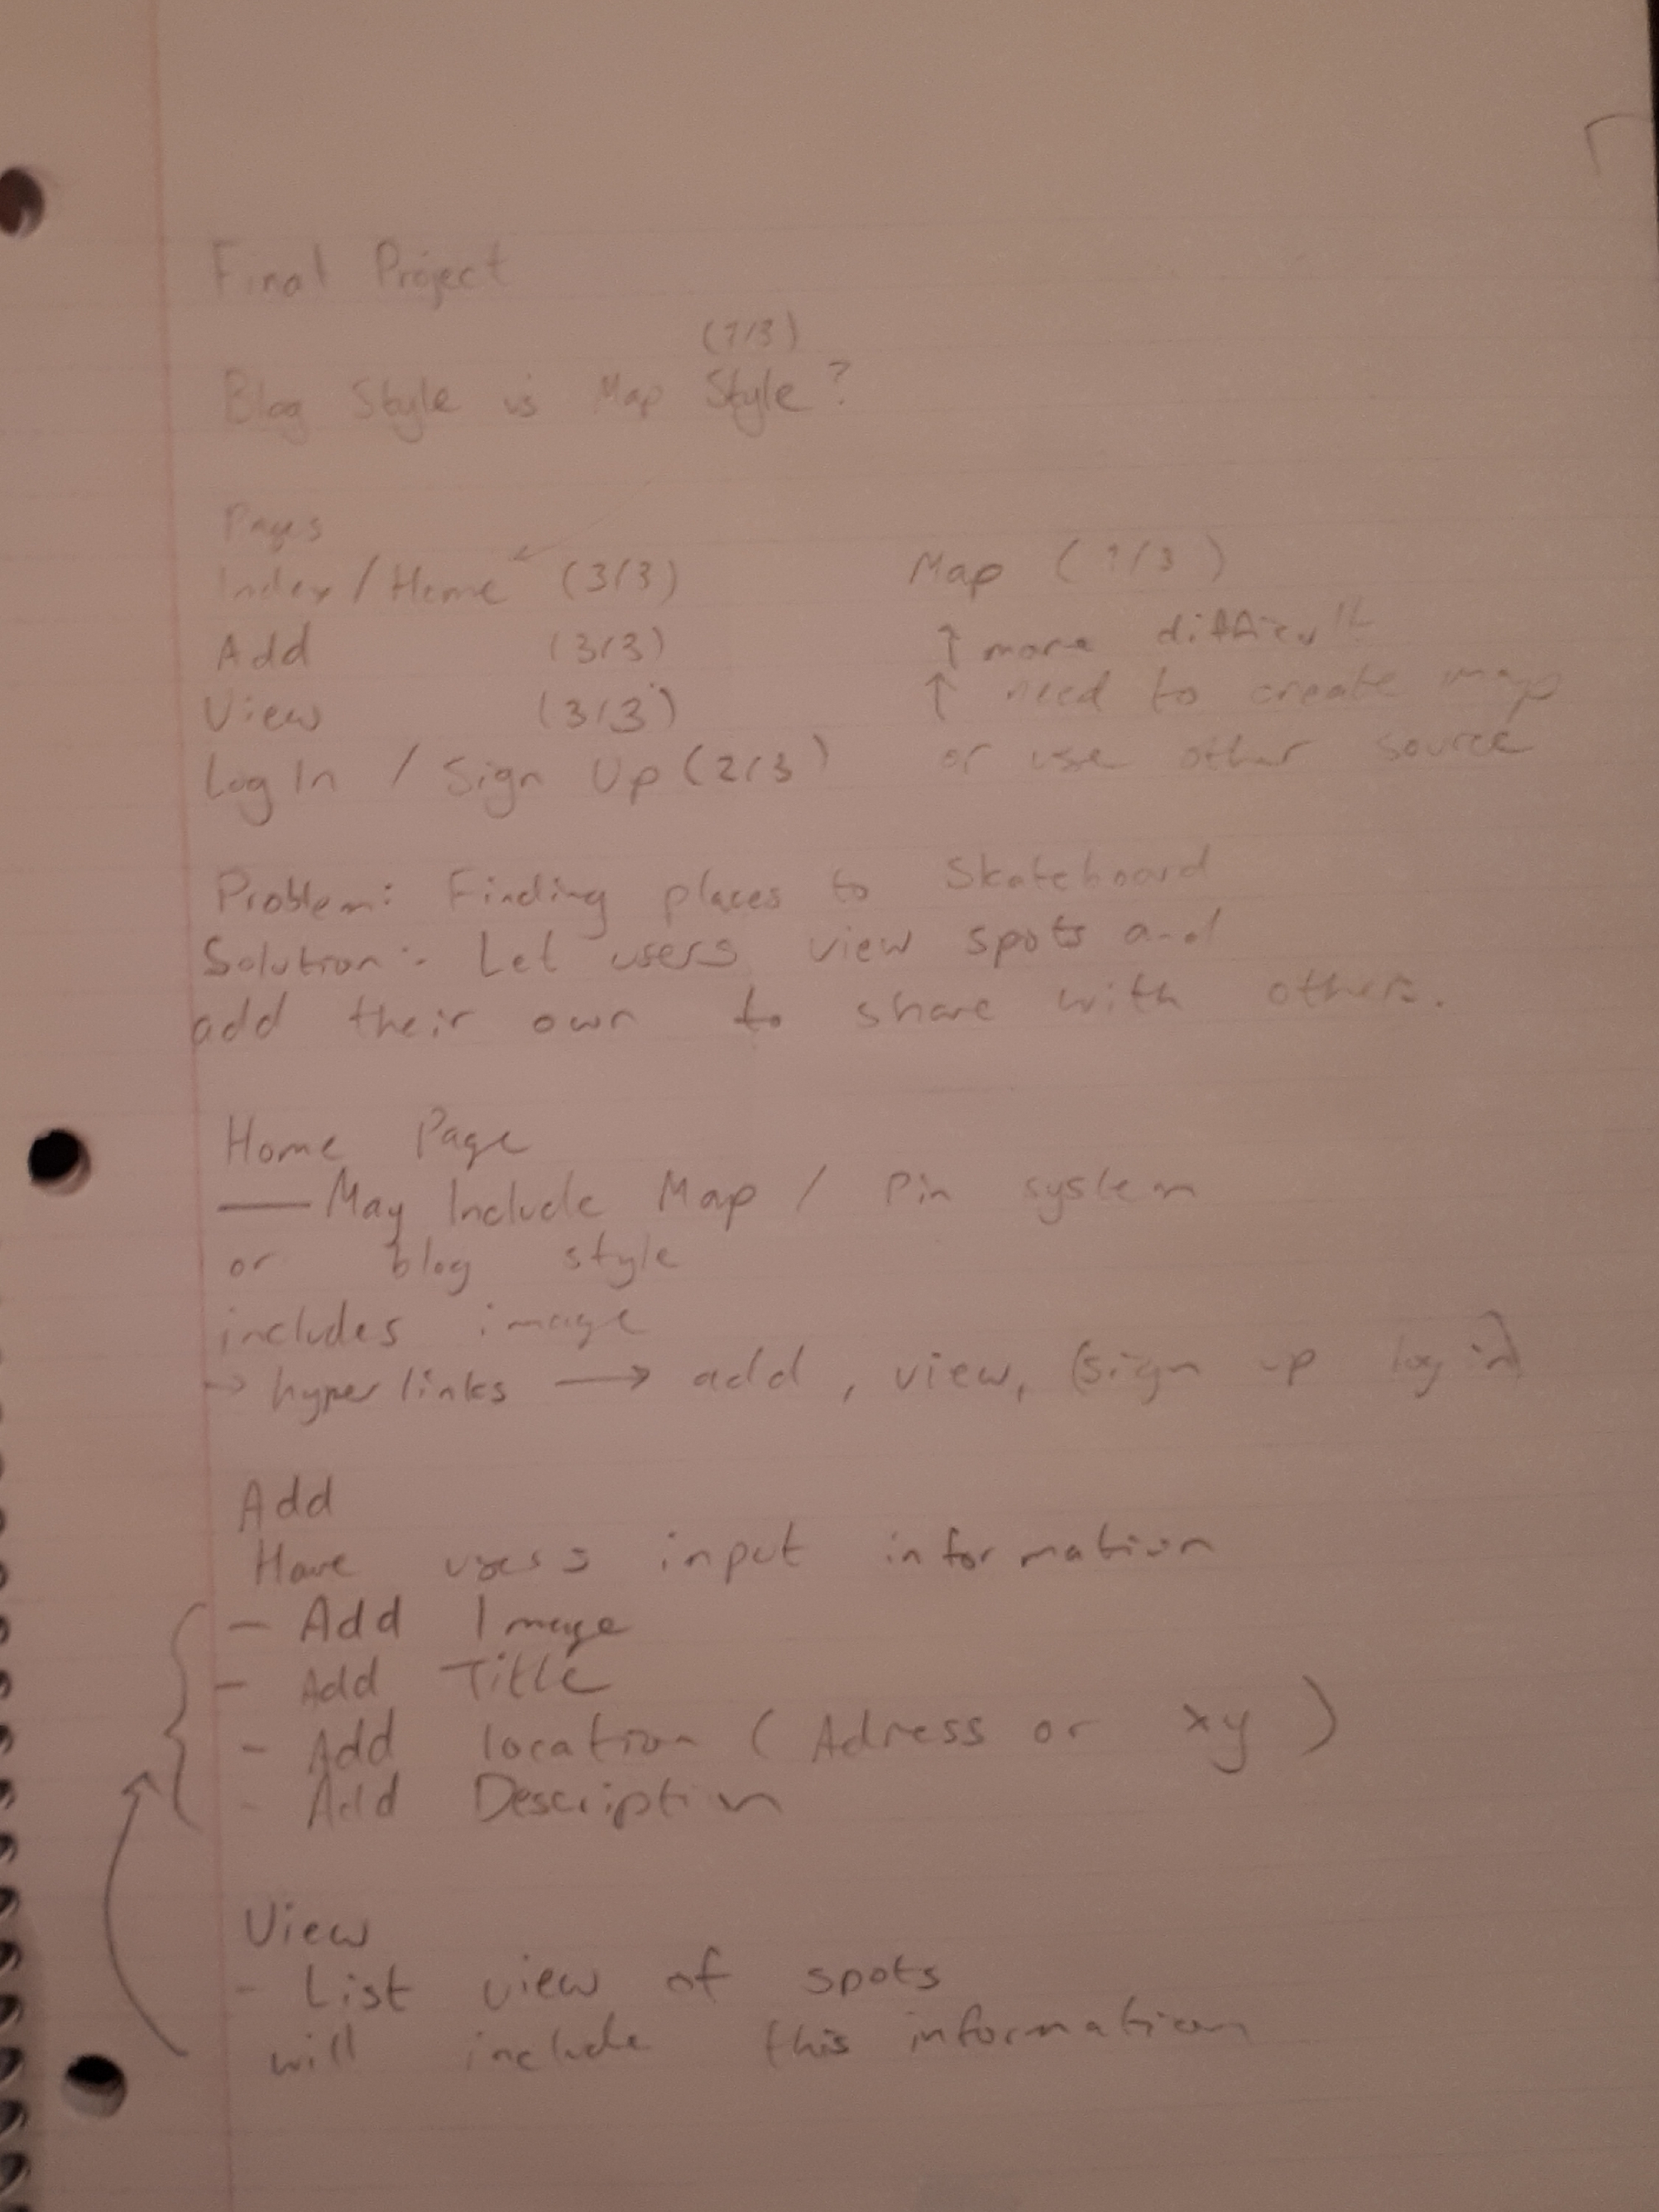 Final Project
(?/3)
Blog Style vs Map Style?
Pages
Index/Home (3/3)
Add (3/3)
View (3/3)
Log In / Sign Up (2/3)
Map (?/3)
↑ more difficult
↑ need to create map
or use other source
Problem: Finding places to Skateboard
Solution: Let users view spots and
add their own to share with others.
Home Page
— May Include Map / Pin system
or blog style
includes image
-> hyperlinks → add, view, (sign up log in)
Add
Have users input information
- Add Image
- Add Title
- Add location (Adress or xy)
- Add Description
View
- List view of spots
will include this information